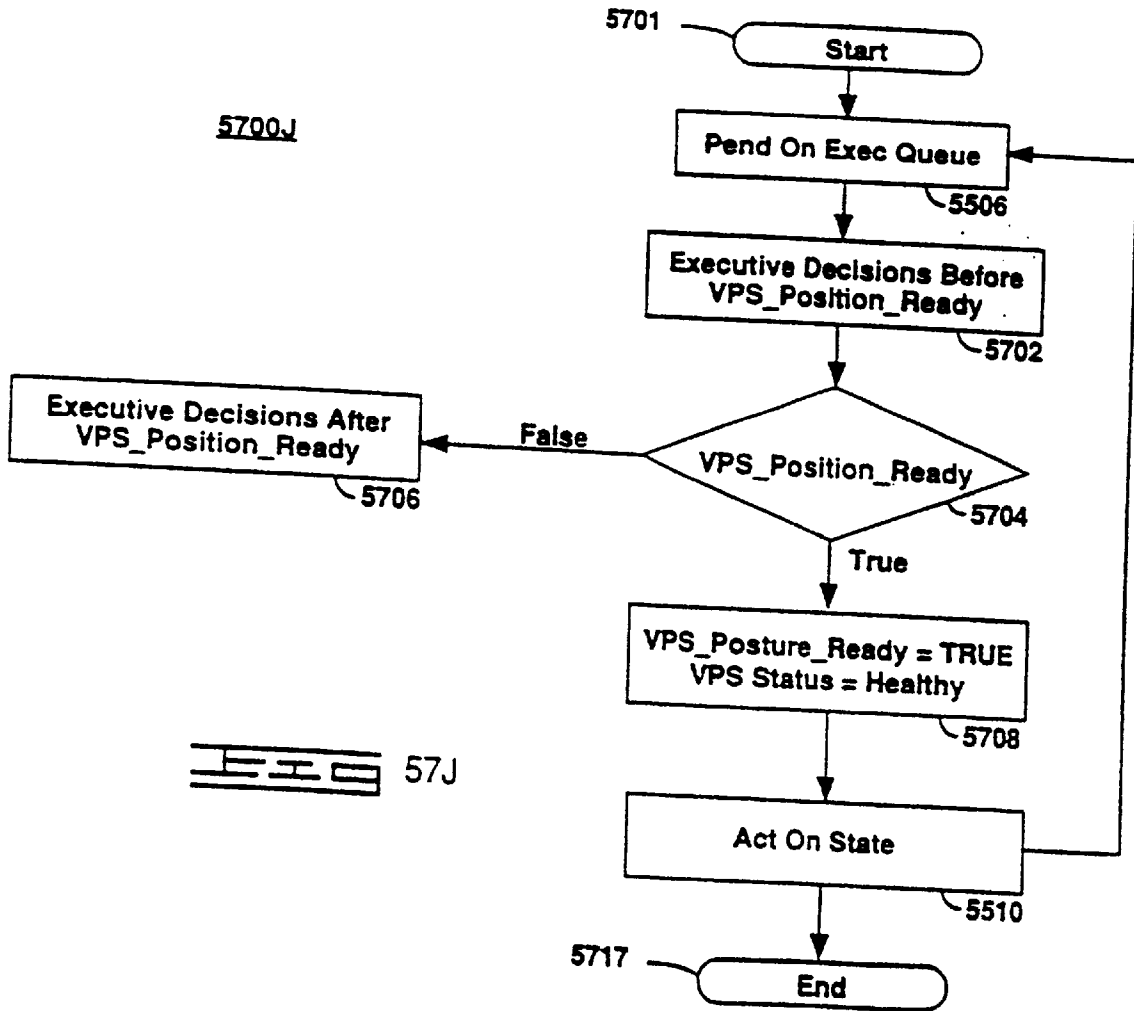 5701
Start
5700J
Pend On Exec Queue
5506
Executive Decisions Before
VPS_Position_Ready
5702
Executive Decisions After
VPS_Position_Ready
5706
False
VPS_Position_Ready
5704
True
VPS_Posture_Ready = TRUE
VPS Status = Healthy
5708
FIG 57J
Act On State
5510
5717
End